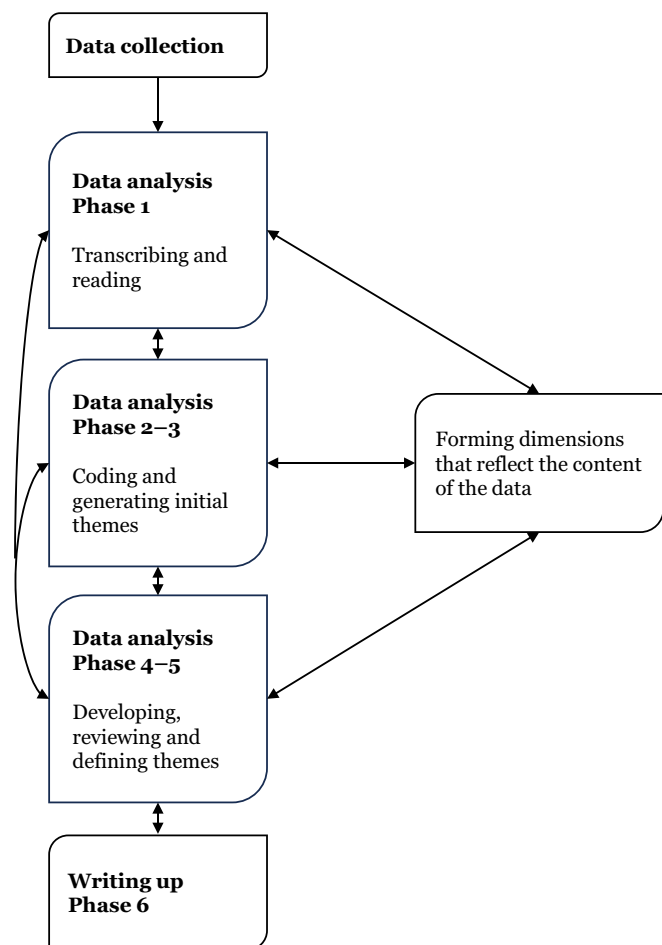 Data collection
Data analysis
Phase 1
Transcribing and
reading
Data analysis
Phase 2–3
Coding and
generating initial
themes
Forming dimensions
that reflect the content
of the data
Data analysis
Phase 4–5
Developing,
reviewing and
defining themes
Writing up
Phase 6